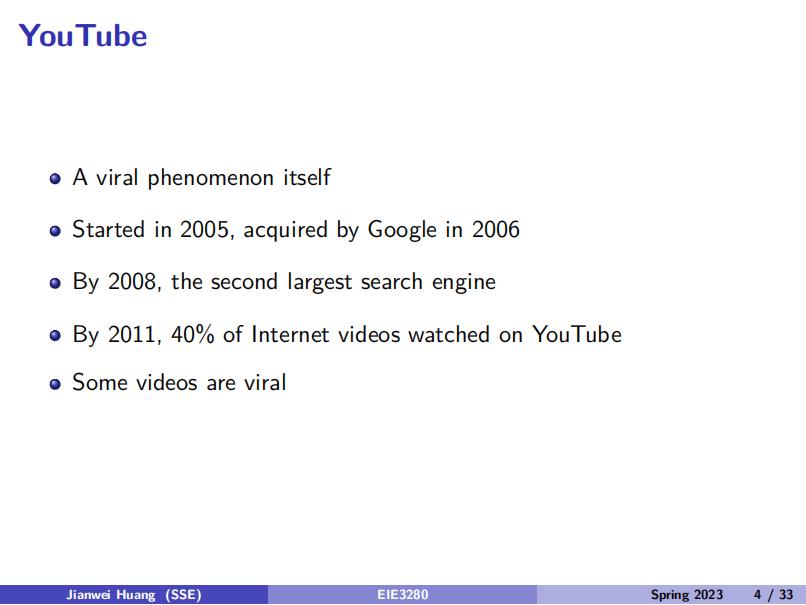 YouTube
A viral phenomenon itself
Started in 2005, acquired by Google in 2006
By 2008, the second largest search engine
By 2011, 40% of Internet videos watched on YouTube
Some videos are viral
Jianwei Huang (SSE) EIE3280 Spring 2023 4 / 33